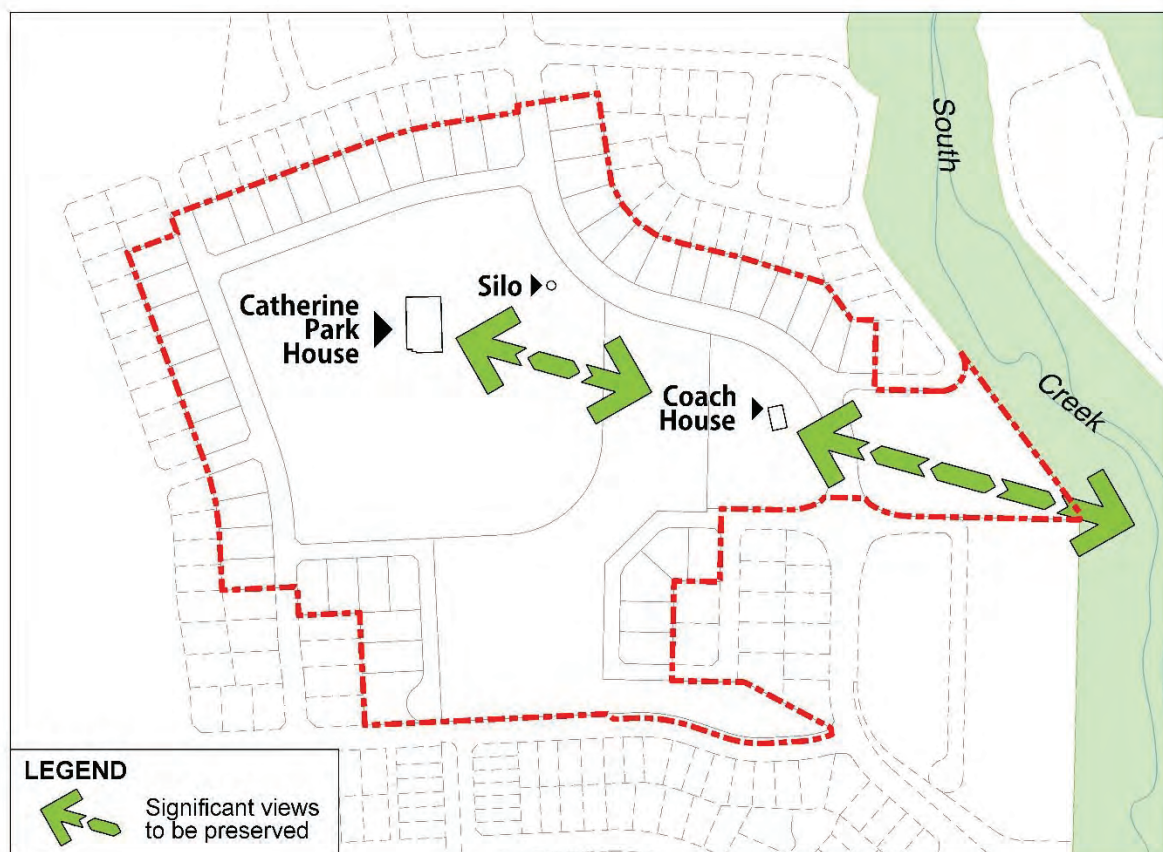 South
Creek
Silo
Catherine
Park
House
Coach
House
LEGEND
Significant views
to be preserved